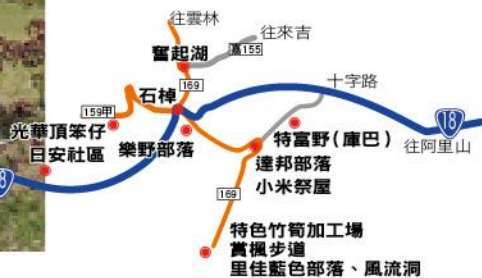 往雲林
往來吉
奮起湖
155
169
十字路
石棹
159甲
18
光華頂笨仔
日安社區
樂野部落
特富野(庫巴)
往阿里山
達邦部落
小米祭屋
8
169
特色竹筍加工場
賞楓步道
里佳藍色部落、風流洞